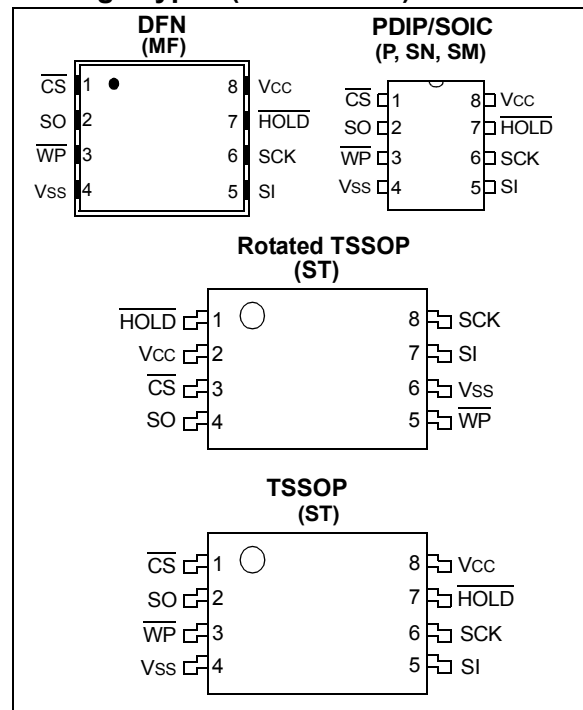 DFN
(MF)
CS 1 8 VCC
SO 2 7 HOLD
WP 3 6 SCK
VSS 4 5 SI
PDIP/SOIC
(P, SN, SM)
CS 1 8 VCC
SO 2 7 HOLD
WP 3 6 SCK
VSS 4 5 SI
Rotated TSSOP
(ST)
HOLD 1 8 SCK
VCC 2 7 SI
CS 3 6 VSS
SO 4 5 WP
TSSOP
(ST)
CS 1 8 VCC
SO 2 7 HOLD
WP 3 6 SCK
VSS 4 5 SI